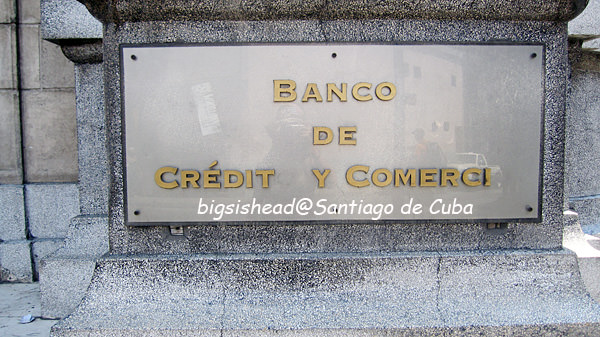 BANCO
DE
CRÉDIT Y COMERCI
bigsishead@Santiago de Cuba